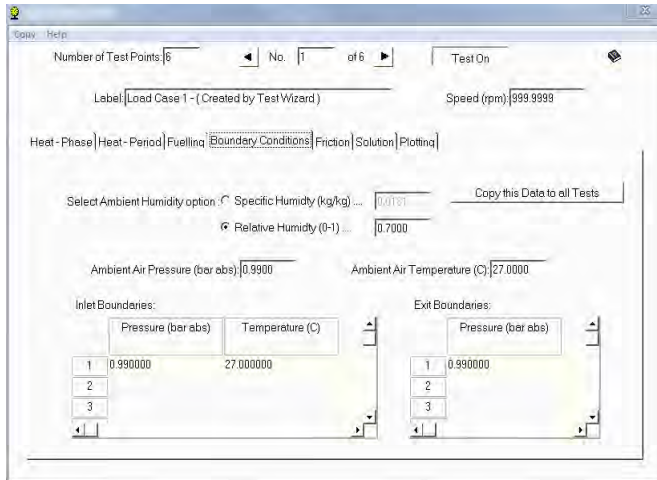 Copy Help
Number of Test Points: 6 No. 1 of 6 Test On
Label: Load Case 1 - ( Created by Test Wizard ) Speed (rpm): 999.9999
Heat - Phase Heat - Period Fuelling Boundary Conditions Friction Solution Plotting
Select Ambient Humidity option : Specific Humidty (kg/kg) ....
Copy this Data to all Tests
Relative Humidty (0-1) .... 0.7000
Ambient Air Pressure (bar abs): 0.9900 Ambient Air Temperature (C): 27.0000
Inlet Boundaries: Exit Boundaries:
Pressure (bar abs) Temperature (C) Pressure (bar abs)
1 0.990000 27.000000 1 0.990000
2 2
3 3